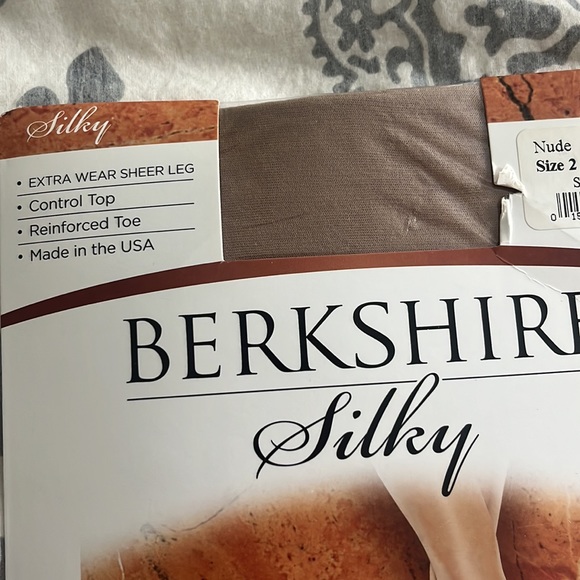 Silky
• EXTRA WEAR SHEER LEG
• Control Top
• Reinforced Toe
• Made in the USA
Nude
Size 2
BERKSHIRE
Silky